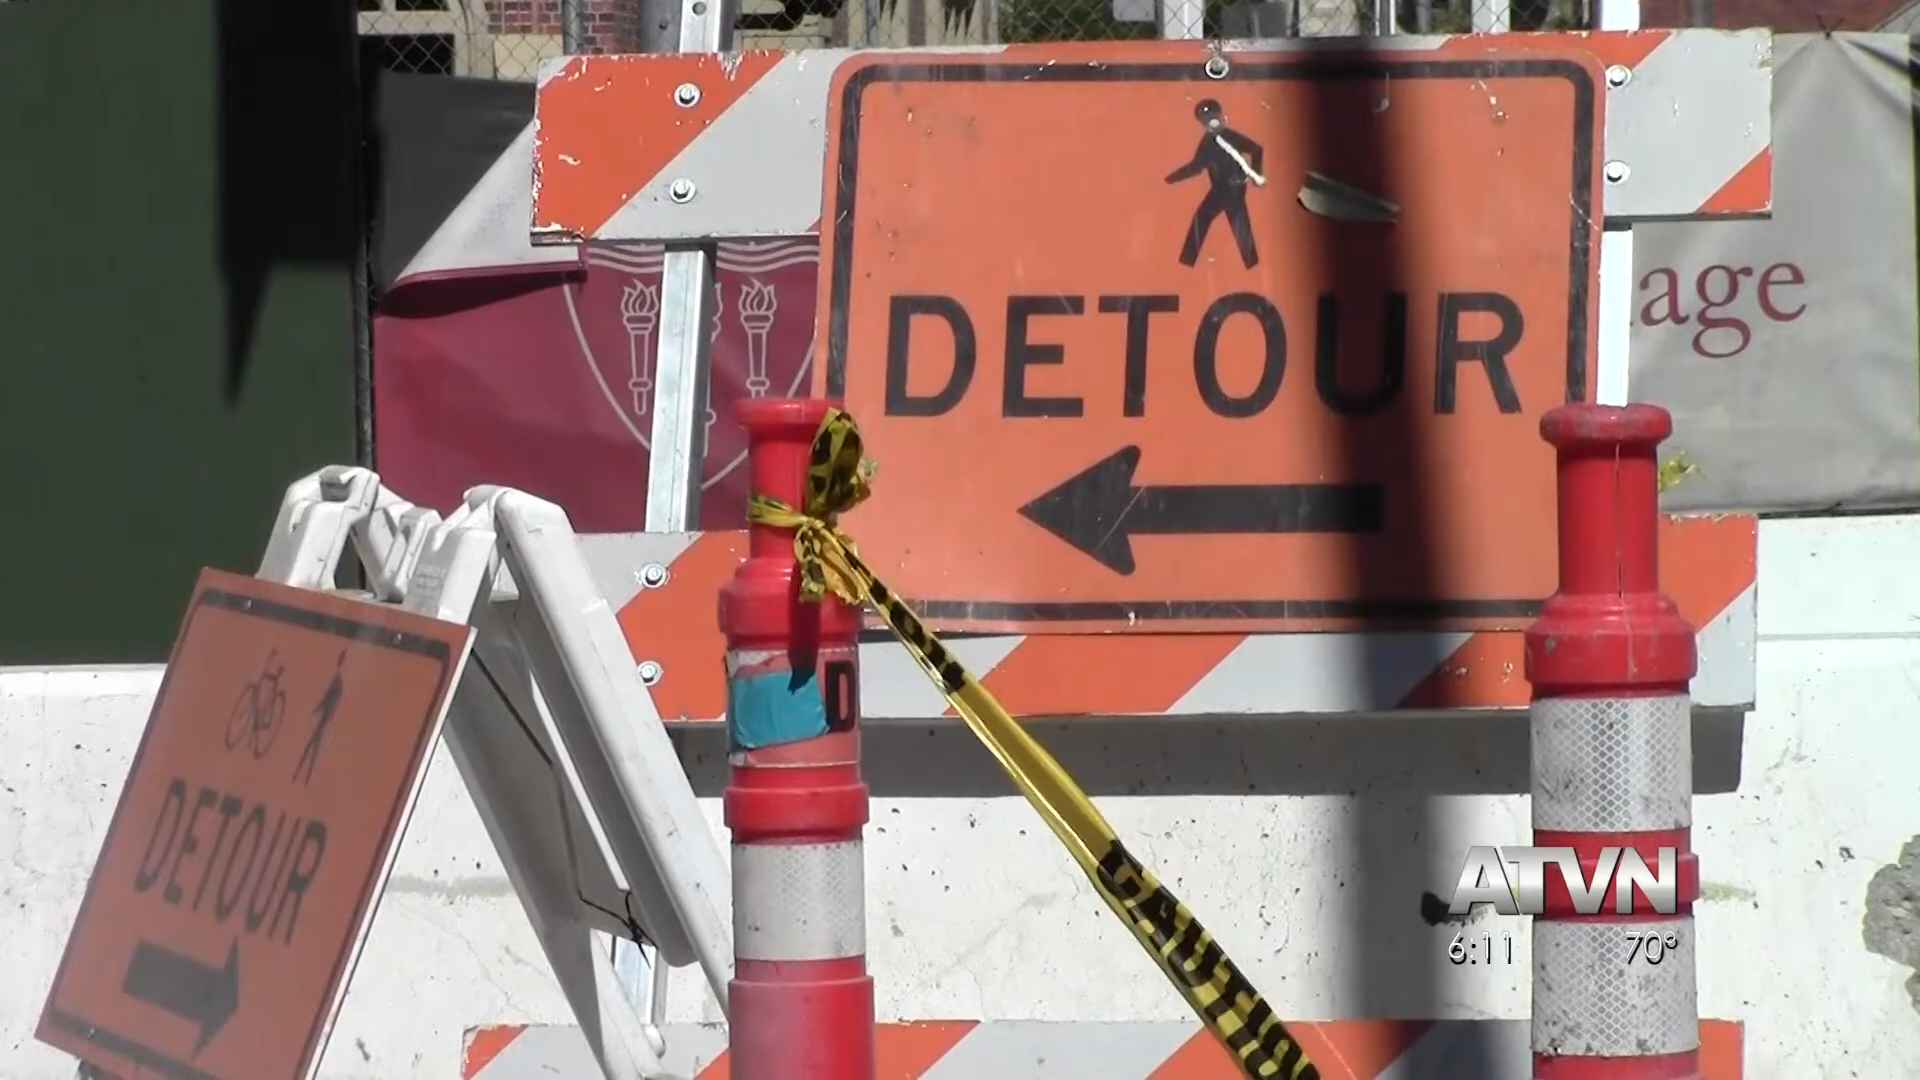 DETOUR
age
D
DETOUR
CAUTION
ATVN
6:11 70°